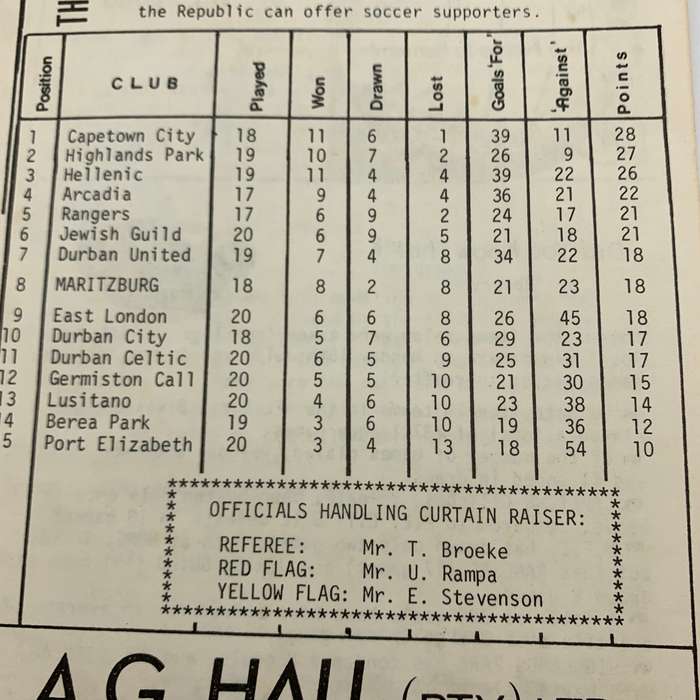 TH
the Republic can offer soccer supporters.
Position CLUB Played Won Drawn Lost Goals 'For' 'Against' Points
1 Capetown City 18 11 6 1 39 11 28
2 Highlands Park 19 10 7 2 26 9 27
3 Hellenic 19 11 4 4 39 22 26
4 Arcadia 17 9 4 4 36 21 22
5 Rangers 17 6 9 2 24 17 21
6 Jewish Guild 20 6 9 5 21 18 21
7 Durban United 19 7 4 8 34 22 18
8 MARITZBURG 18 8 2 8 21 23 18
9 East London 20 6 6 8 26 45 18
10 Durban City 18 5 7 6 29 23 17
11 Durban Celtic 20 6 5 9 25 31 17
12 Germiston Call 20 5 5 10 21 30 15
13 Lusitano 20 4 6 10 23 38 14
14 Berea Park 19 3 6 10 19 36 12
5 Port Elizabeth 20 3 4 13 18 54 10
OFFICIALS HANDLING CURTAIN RAISER:
REFEREE: Mr. T. Broeke
RED FLAG: Mr. U. Rampa
YELLOW FLAG: Mr. E. Stevenson
A.G. HALL (PTY)